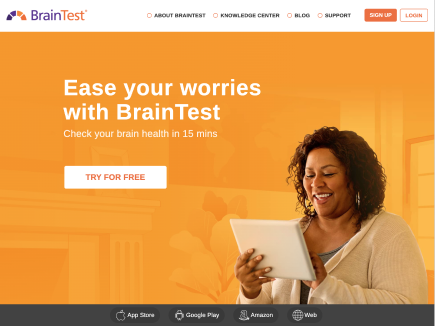 BrainTest®
ABOUT BRAINTEST
KNOWLEDGE CENTER
BLOG
SUPPORT
SIGN UP
LOGIN
Ease your worries
with BrainTest
Check your brain health in 15 mins
TRY FOR FREE
App Store
Google Play
Amazon
Web